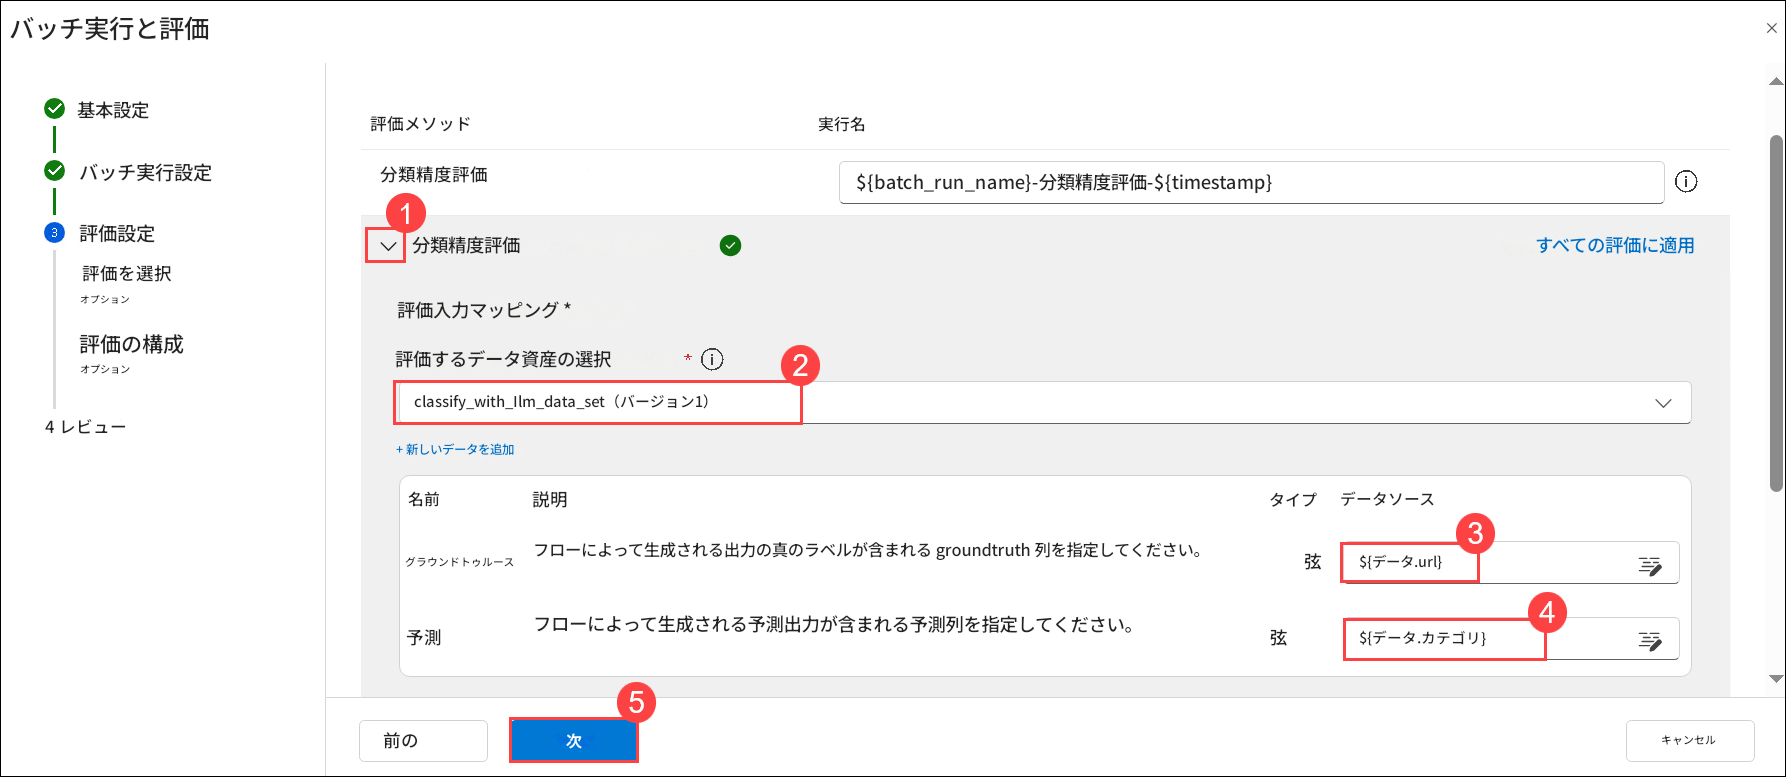 バッチ実行と評価
基本設定
バッチ実行設定
3 評価設定
評価を選択
オプション
評価の構成
オプション
4 レビュー
評価メソッド 実行名
分類精度評価 ${batch_run_name}-分類精度評価-${timestamp}
1
分類精度評価 すべての評価に適用
評価入力マッピング *
評価するデータ資産の選択 * 2
classify_with_Ilm_data_set（バージョン1）
+ 新しいデータを追加
名前 説明 タイプ データソース
3
グラウンドトゥルース フローによって生成される出力の真のラベルが含まれる groundtruth 列を指定してください。 弦 ${データ.url}
4
予測 フローによって生成される予測出力が含まれる予測列を指定してください。 弦 ${データ.カテゴリ}
5
前の 次 キャンセル